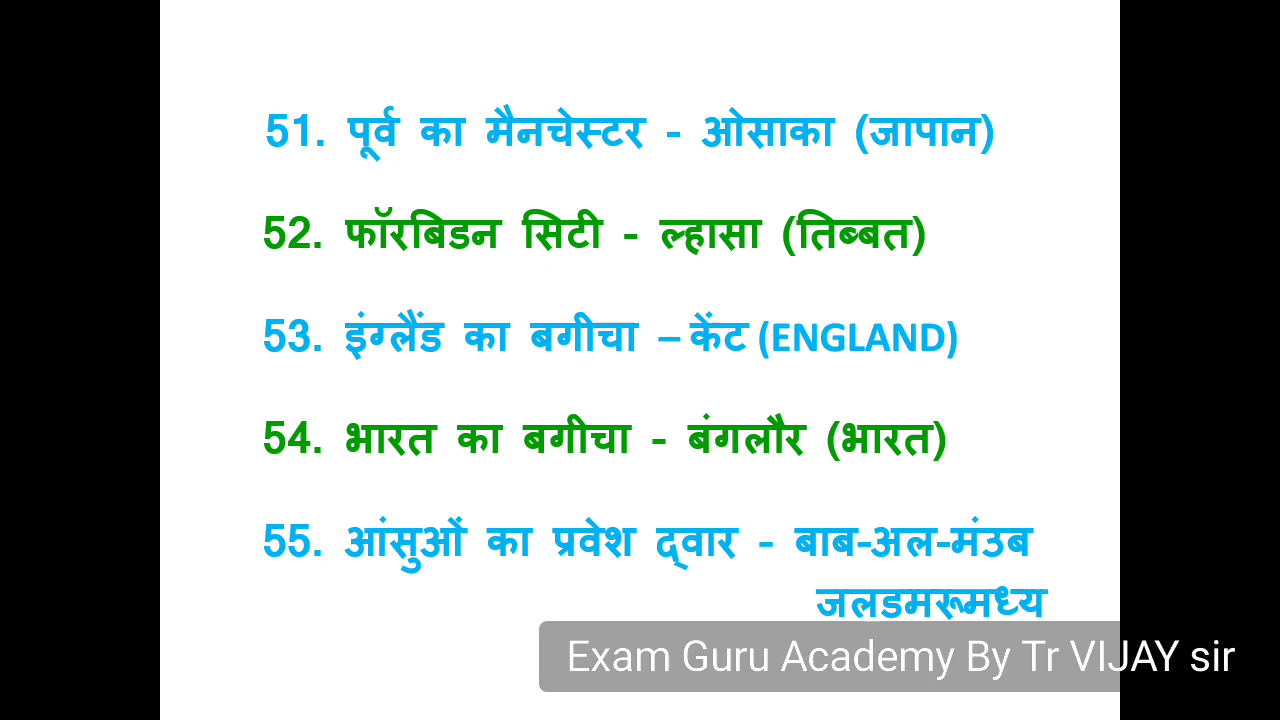 51. पूर्व का मैनचेस्टर - ओसाका (जापान)
52. फॉरबिडन सिटी - ल्हासा (तिब्बत)
53. इंग्लैंड का बगीचा – केंट (ENGLAND)
54. भारत का बगीचा - बंगलौर (भारत)
55. आंसुओं का प्रवेश द्वार - बाब-अल-मंउब
जलडमरूमध्य
Exam Guru Academy By Tr VIJAY sir